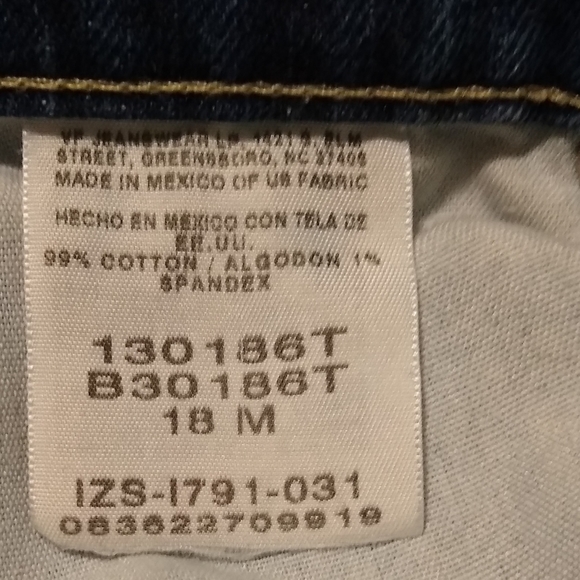 VF JEANSWEAR LP. 1421 S. ELM
STREET, GREENSBORO, NC 27406
MADE IN MEXICO OF US FABRIC
HECHO EN MEXICO CON TELA DE
EE.UU.
99% COTTON / ALGODON 1%
SPANDEX
130186T
B30186T
18 M
IZS-I791-031
083622709919